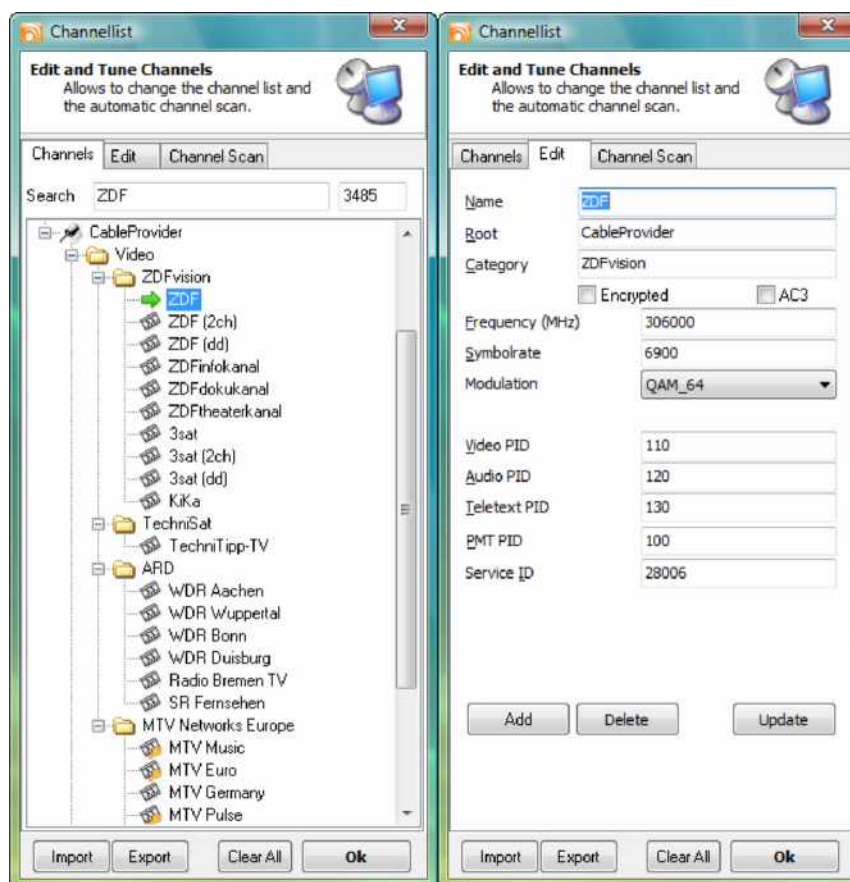 Channellist
Edit and Tune Channels
Allows to change the channel list and
the automatic channel scan.
Channels Edit Channel Scan
Search ZDF 3485
CableProvider
Video
ZDFvision
ZDF
ZDF (2ch)
ZDF (dd)
ZDFinfokanal
ZDFdokukanal
ZDFtheaterkanal
3sat
3sat (2ch)
3sat (dd)
KiKa
TechniSat
TechniTipp-TV
ARD
WDR Aachen
WDR Wuppertal
WDR Bonn
WDR Duisburg
Radio Bremen TV
SR Fernsehen
MTV Networks Europe
MTV Music
MTV Euro
MTV Germany
MTV Pulse
Import Export Clear All Ok
Channellist
Edit and Tune Channels
Allows to change the channel list and
the automatic channel scan.
Channels Edit Channel Scan
Name ZDF
Root CableProvider
Category ZDFvision
Encrypted AC3
Frequency (MHz) 306000
Symbolrate 6900
Modulation QAM_64
Video PID 110
Audio PID 120
Teletext PID 130
PMT PID 100
Service ID 28006
Add Delete Update
Import Export Clear All Ok